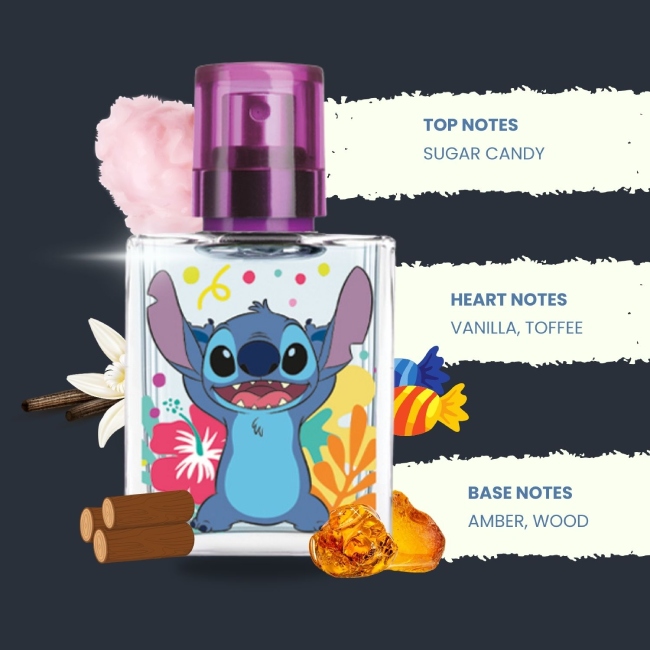 TOP NOTES
SUGAR CANDY
HEART NOTES
VANILLA, TOFFEE
BASE NOTES
AMBER, WOOD